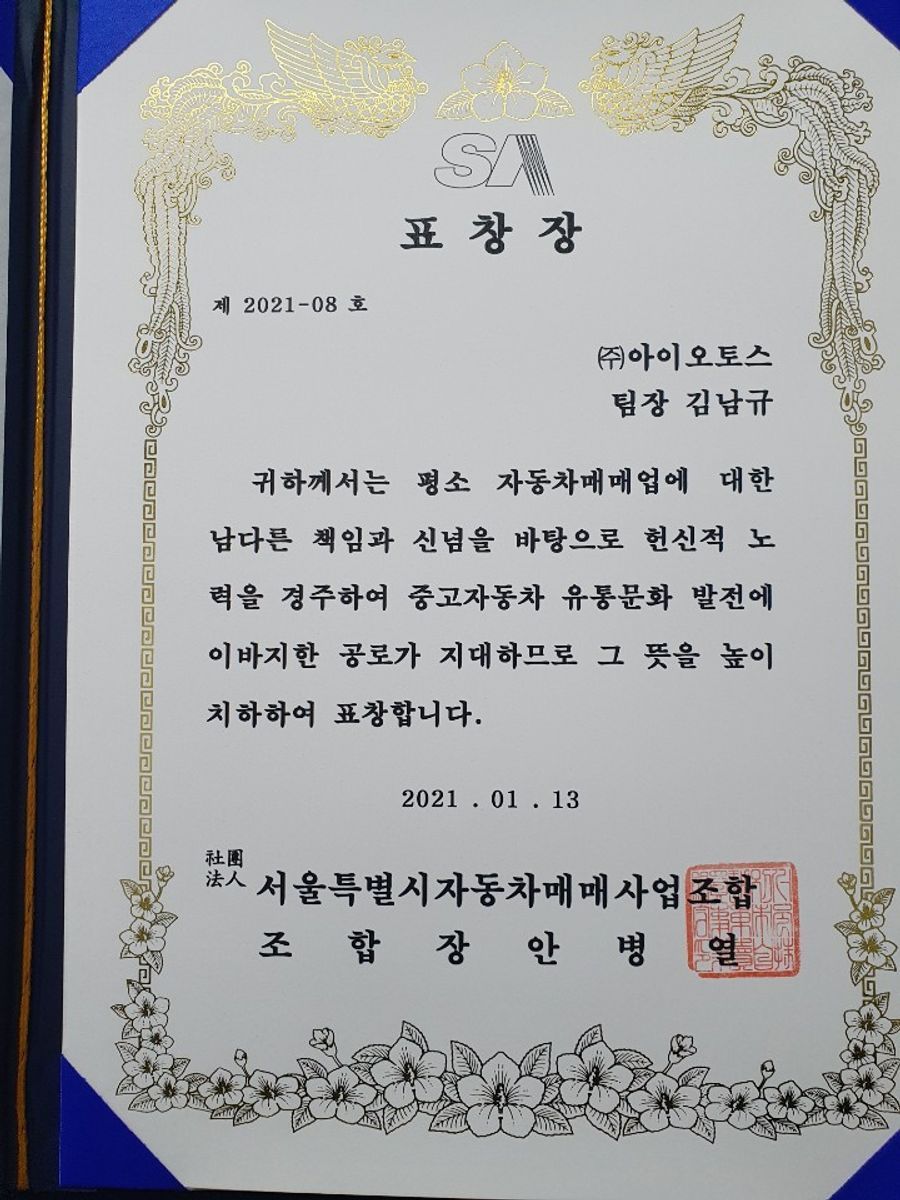 SA
표 창 장
제 2021-08 호
㈜아이오토스
팀장 김남규
귀하께서는 평소 자동차매매업에 대한
남다른 책임과 신념을 바탕으로 헌신적 노
력을 경주하여 중고자동차 유통문화 발전에
이바지한 공로가 지대하므로 그 뜻을 높이
치하하여 표창합니다.
2021 . 01 . 13
社團
法人 서울특별시자동차매매사업조합
조 합 장 안 병 열